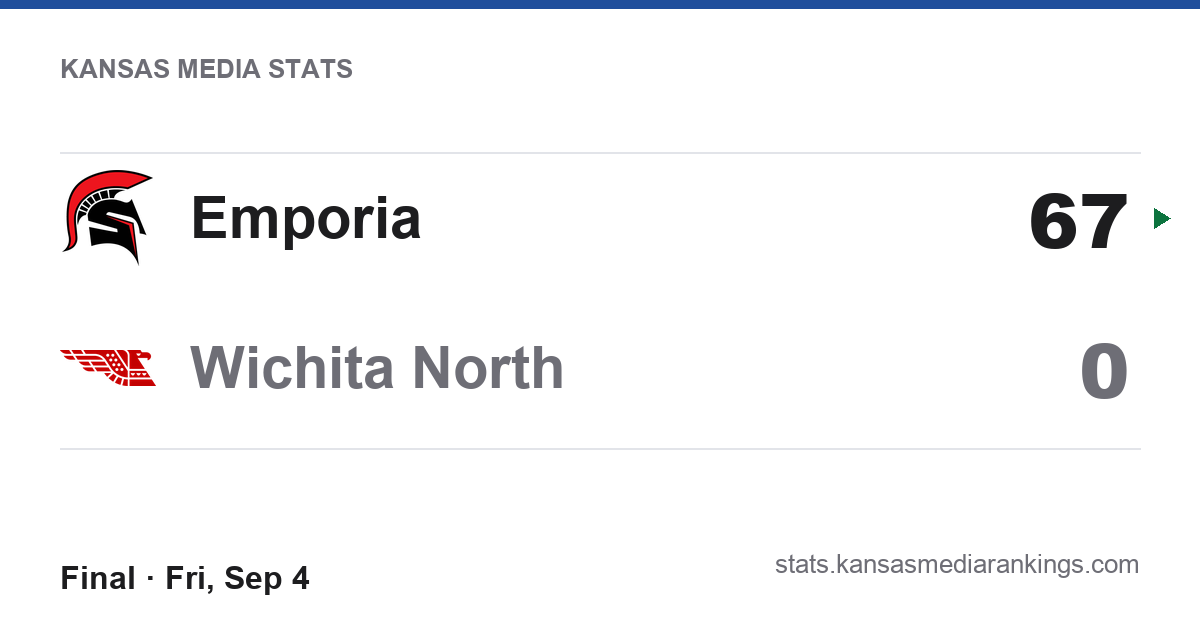 KANSAS MEDIA STATS
Emporia 67
Wichita North 0
Final · Fri, Sep 4
stats.kansasmediarankings.com